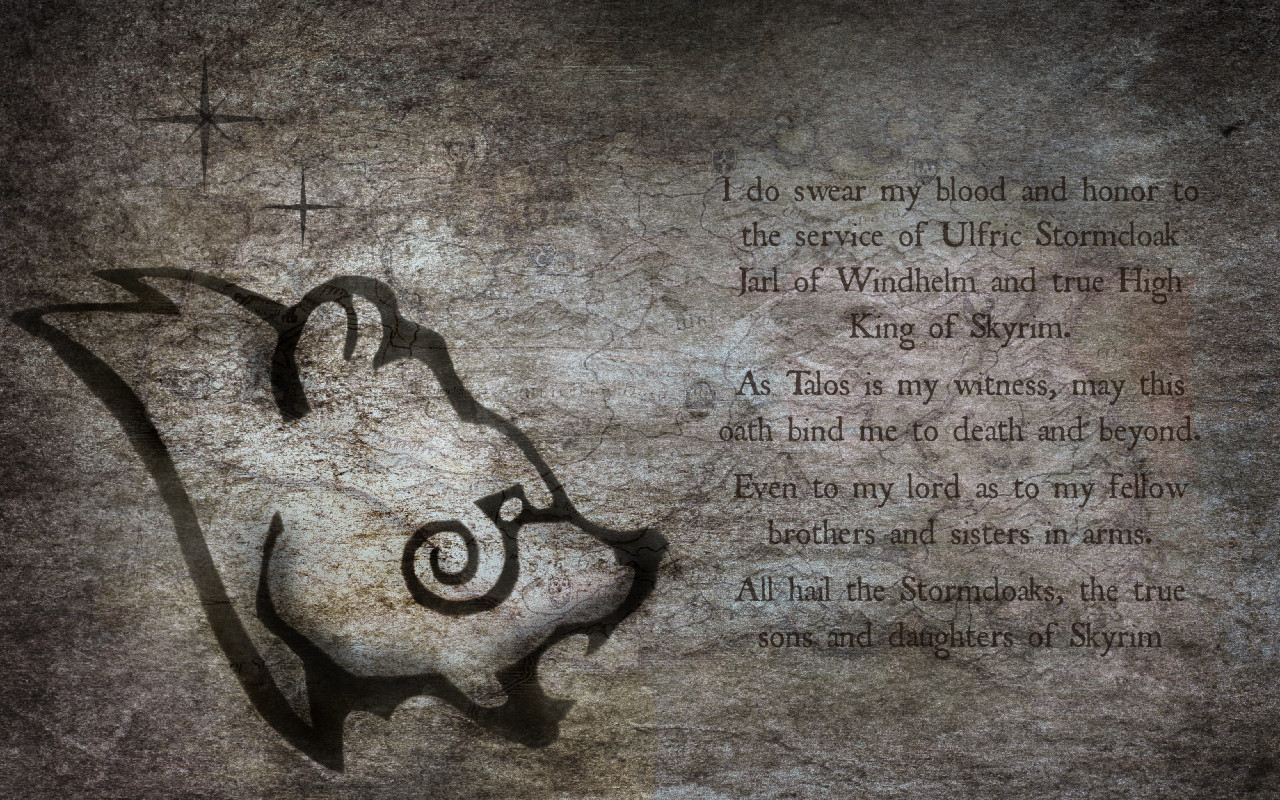 I do swear my blood and honor to
the service of Ulfric Stormcloak
Jarl of Windhelm and true High
King of Skyrim.
As Talos is my witness, may this
oath bind me to death and beyond.
Even to my lord as to my fellow
brothers and sisters in arms.
All hail the Stormcloaks, the true
sons and daughters of Skyrim